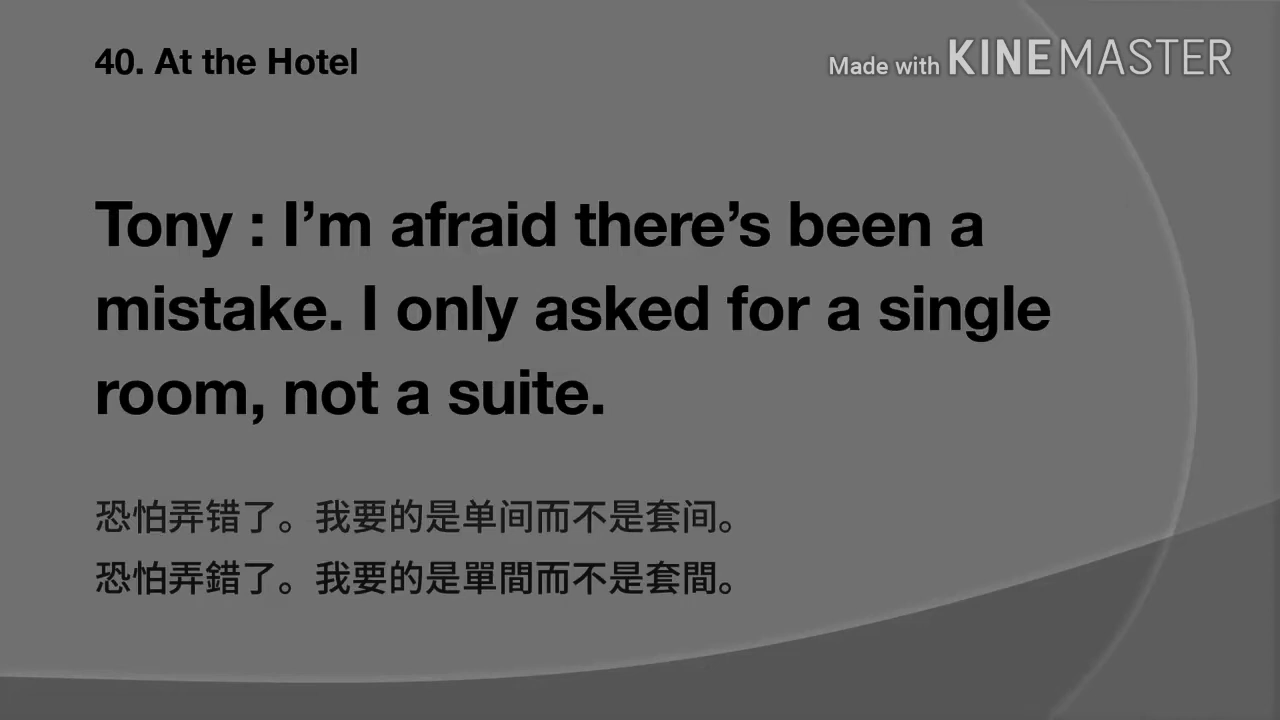 40. At the Hotel
Made with KINEMASTER
Tony : I’m afraid there’s been a
mistake. I only asked for a single
room, not a suite.
恐怕弄错了。我要的是单间而不是套间。
恐怕弄錯了。我要的是單間而不是套間。